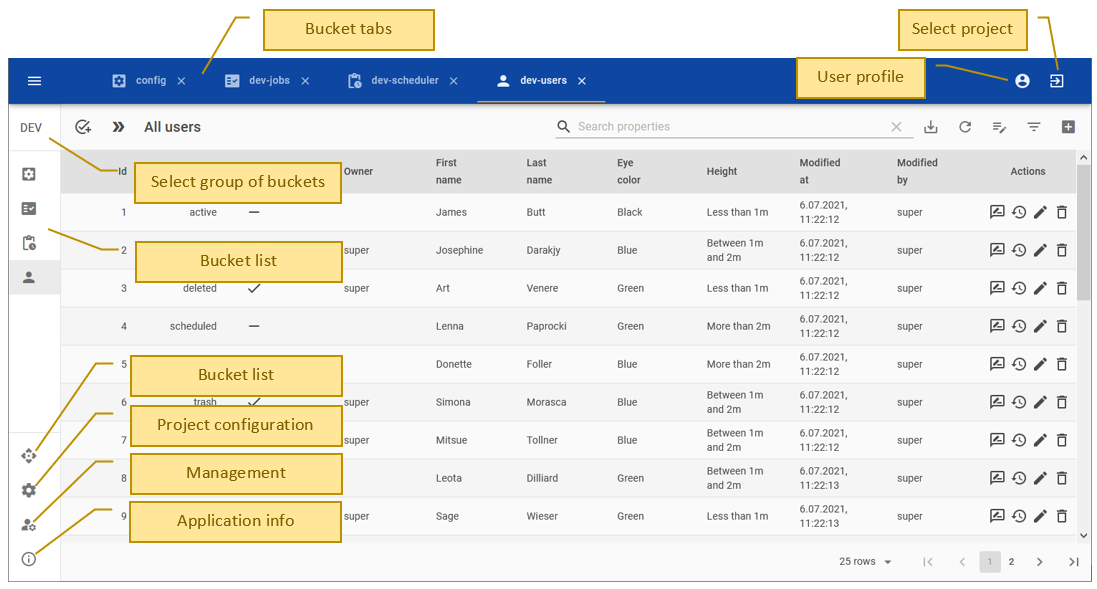 Bucket tabs
Select project
User profile
config
dev-jobs
dev-scheduler
dev-users
DEV
All users
Search properties
Select group of buckets
Id
Owner
First
name
Last
name
Eye
color
Height
Modified
at
Modified
by
Actions
1 active — James Butt Black Less than 1m 6.07.2021,
11:22:12 super
Bucket list
2 super Josephine Darakjy Blue Between 1m
and 2m 6.07.2021,
11:22:12 super
3 deleted super Art Venere Green Less than 1m 6.07.2021,
11:22:12 super
4 scheduled — Lenna Paprocki Green More than 2m 6.07.2021,
11:22:12 super
Bucket list
5 Donette Foller Blue More than 2m 6.07.2021,
11:22:12 super
6 trash super Simona Morasca Blue Between 1m
and 2m 6.07.2021,
11:22:12 super
Project configuration
7 super Mitsue Tollner Blue Between 1m
and 2m 6.07.2021,
11:22:12 super
Management
8 Leota Dilliard Green Between 1m
and 2m 6.07.2021,
11:22:13 super
Application info
9 super Sage Wieser Green Less than 1m 6.07.2021,
11:22:13 super
25 rows
1
2